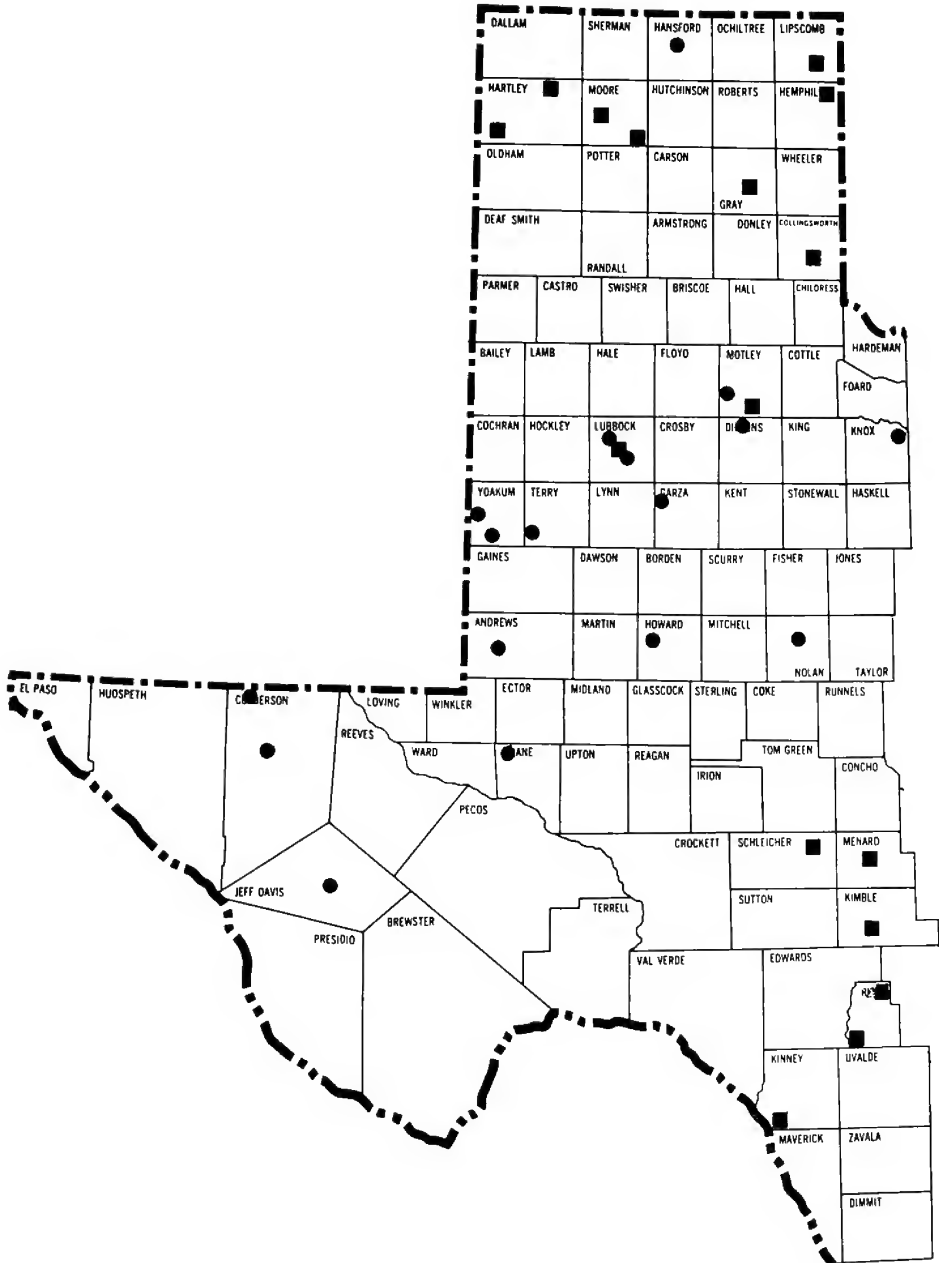 DALLAM SHERMAN HANSFORD OCHILTREE LIPSCOMB
HARTLEY MOORE HUTCHINSON ROBERTS HEMPHIL
OLDHAM POTTER CARSON WHEELER
GRAY
DEAF SMITH ARMSTRONG DONLEY COLLINGSWORTH
RANDALL
PARMER CASTRO SWISHER BRISCOE HALL CHILDRESS
HARDEMAN
BAILEY LAMB HALE FLOYD MOTLEY COTTLE
FOARD
COCHRAN HOCKLEY LUBBOCK CROSBY KING KNOX
YOAKUM TERRY LYNN GARZA KENT STONEWALL HASKELL
GAINES DAWSON BORDEN SCURRY FISHER JONES
ANDREWS MARTIN HOWARD MITCHELL
NOLAN TAYLOR
EL PASO HUOSPETH LOVING WINKLER ECTOR MIDLAND GLASSCOCK STERLING COKE RUNNELS
REEVES WARD UPTON REAGAN TOM GREEN
IRION CONCHO
PECOS
CROCKETT SCHLEICHER MENARD
JEFF DAVIS SUTTON KIMBLE
BREWSTER TERRELL
PRESIDIO
VAL VERDE EDWARDS
KINNEY UVALDE
MAVERICK ZAVALA
DIMMIT